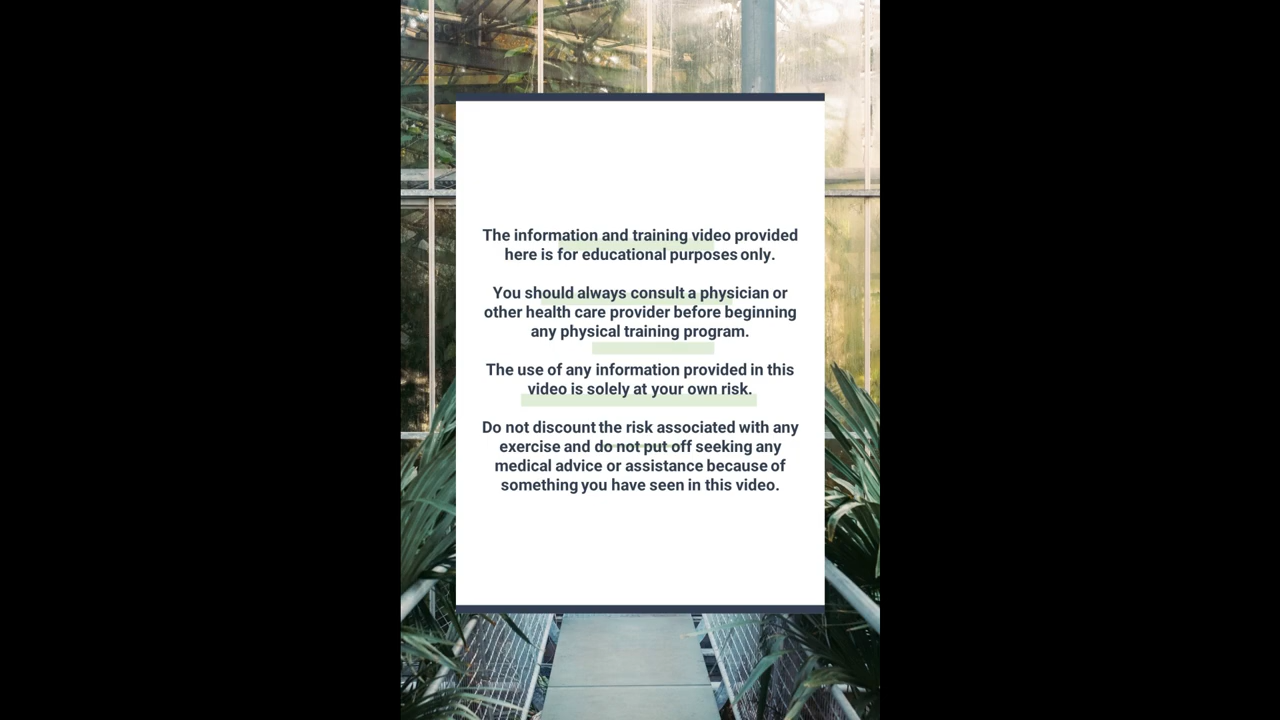 The information and training video provided
here is for educational purposes only.
You should always consult a physician or
other health care provider before beginning
any physical training program.
The use of any information provided in this
video is solely at your own risk.
Do not discount the risk associated with any
exercise and do not put off seeking any
medical advice or assistance because of
something you have seen in this video.